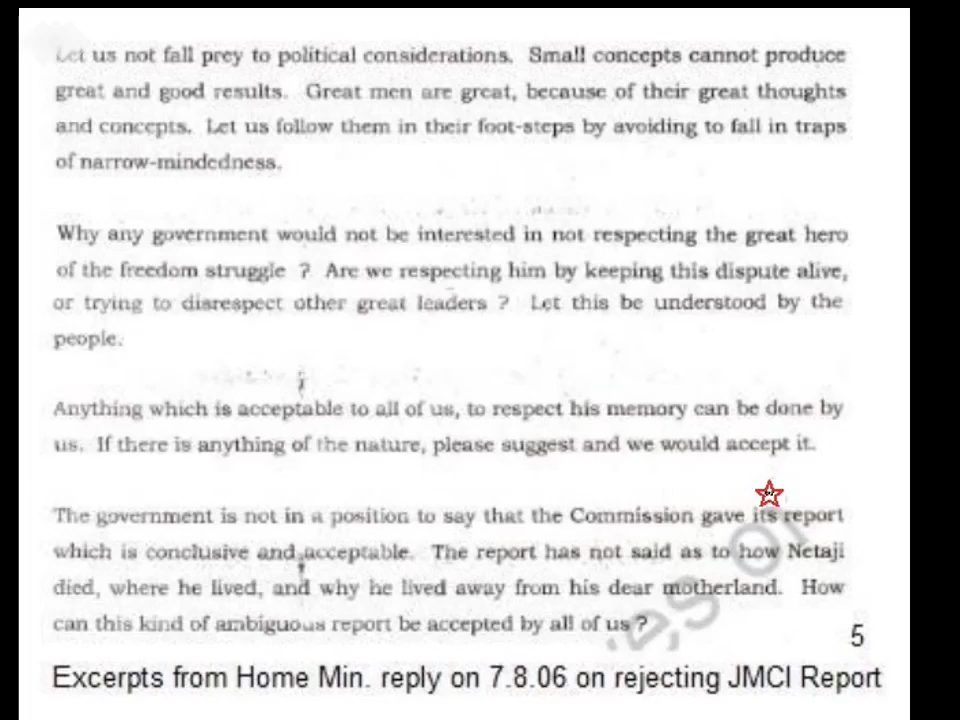 Let us not fall prey to political considerations. Small concepts cannot produce
great and good results. Great men are great, because of their great thoughts
and concepts. Let us follow them in their foot-steps by avoiding to fall in traps
of narrow-mindedness.
Why any government would not be interested in not respecting the great hero
of the freedom struggle ? Are we respecting him by keeping this dispute alive,
or trying to disrespect other great leaders ? Let this be understood by the
people.
Anything which is acceptable to all of us, to respect his memory can be done by
us. If there is anything of the nature, please suggest and we would accept it.
The government is not in a position to say that the Commission gave its report
which is conclusive and acceptable. The report has not said as to how Netaji
died, where he lived, and why he lived away from his dear motherland. How
can this kind of ambiguous report be accepted by all of us ?
5
Excerpts from Home Min. reply on 7.8.06 on rejecting JMCI Report